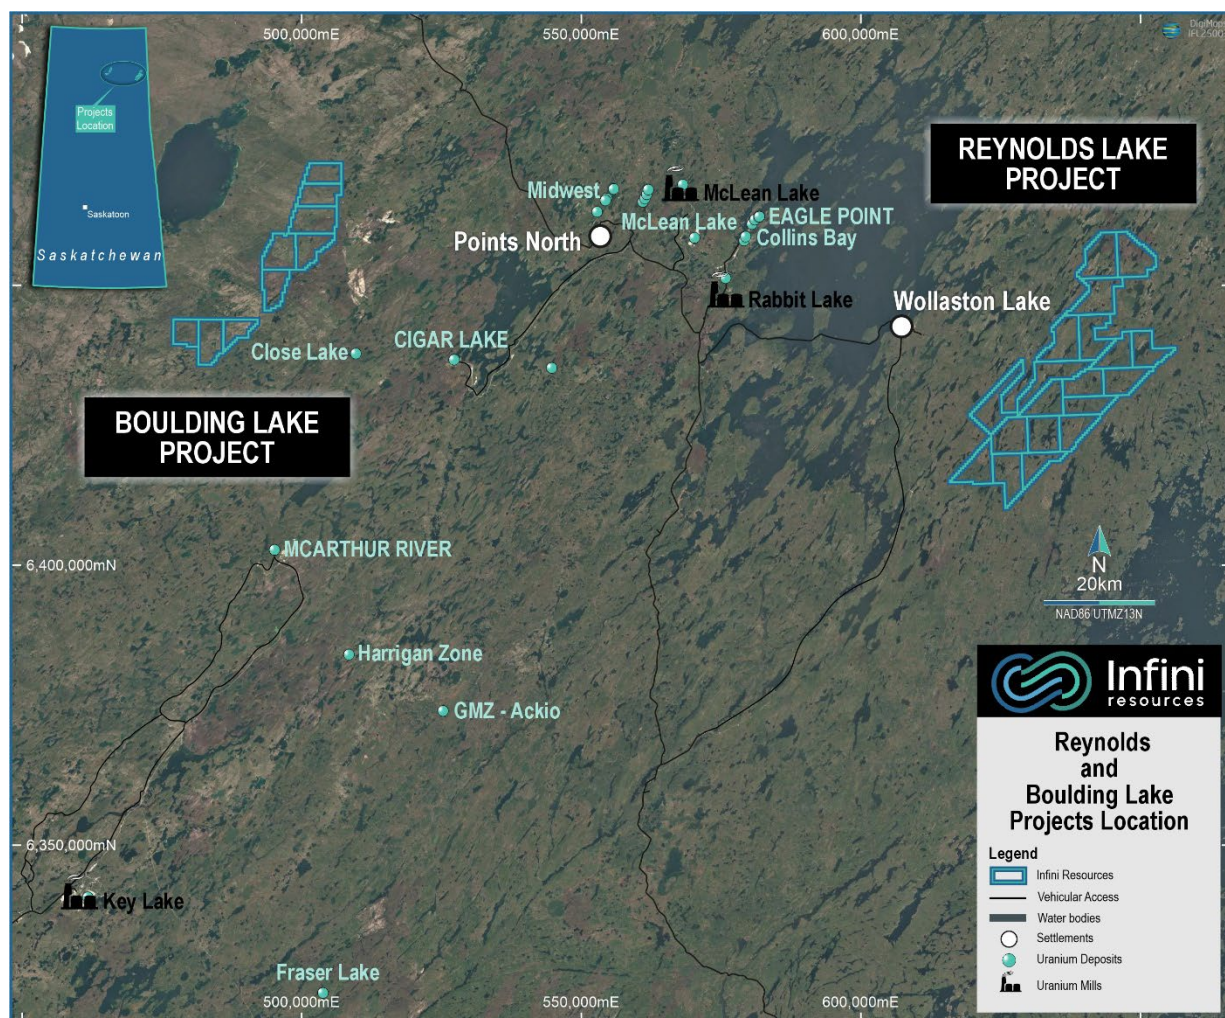 500,000mE
550,000mE
600,000mE
DigiMap
IFI_2500
Projects
Location
Saskatoon
Saskatchewan
REYNOLDS LAKE
PROJECT
Midwest
McLean Lake
McLean Lake
EAGLE POINT
Points North
Collins Bay
Rabbit Lake
Wollaston Lake
CIGAR LAKE
Close Lake
BOULDING LAKE
PROJECT
MCARTHUR RIVER
6,400,000mN
N
20km
NAD86 UTMZ13N
Harrigan Zone
GMZ - Ackio
Infini
resources
Reynolds
and
Boulding Lake
Projects Location
Legend
Infini Resources
Vehicular Access
Water bodies
Settlements
Uranium Deposits
Uranium Mills
6,350,000mN
Key Lake
Fraser Lake
500,000mE
550,000mE
600,000mE